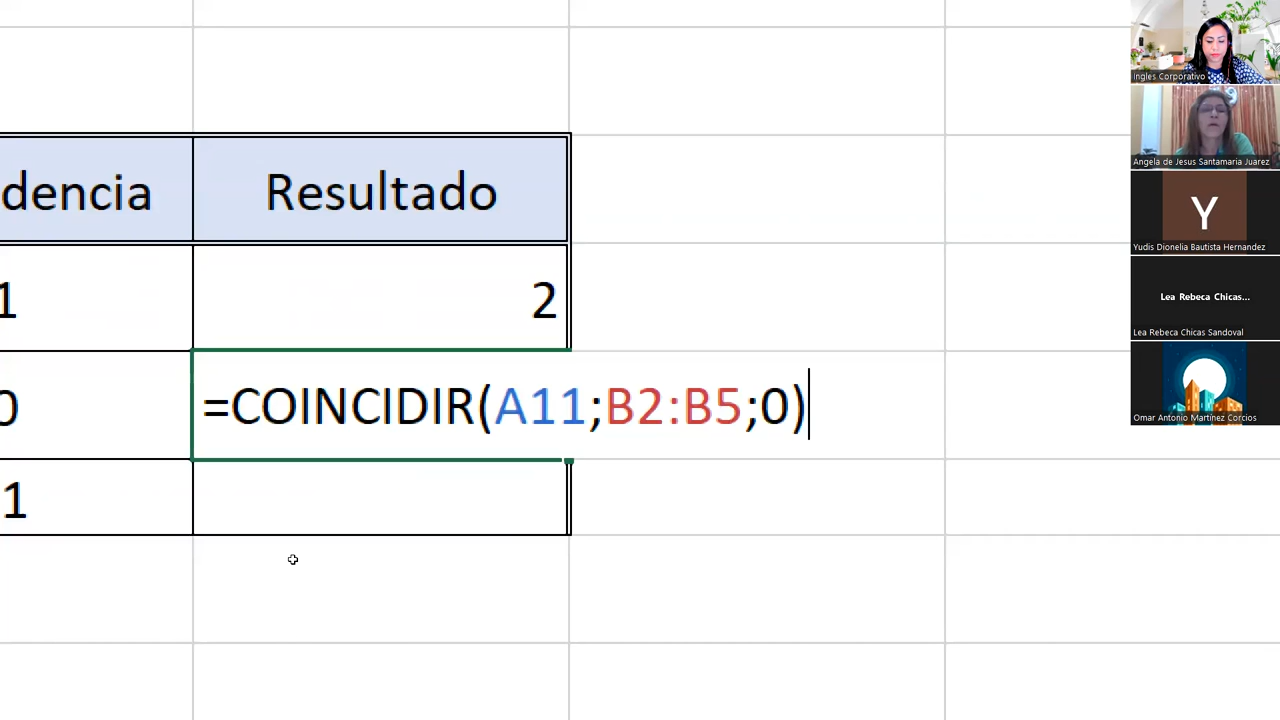 dencia Resultado
1 2
0 =COINCIDIR(A11;B2:B5;0)
1
Ingles Corporativo
Angela de Jesus Santamaria Juarez
Y
Yudis Dionelia Bautista Hernandez
Lea Rebeca Chicas...
Lea Rebeca Chicas Sandoval
Omar Antonio Martínez Corcios